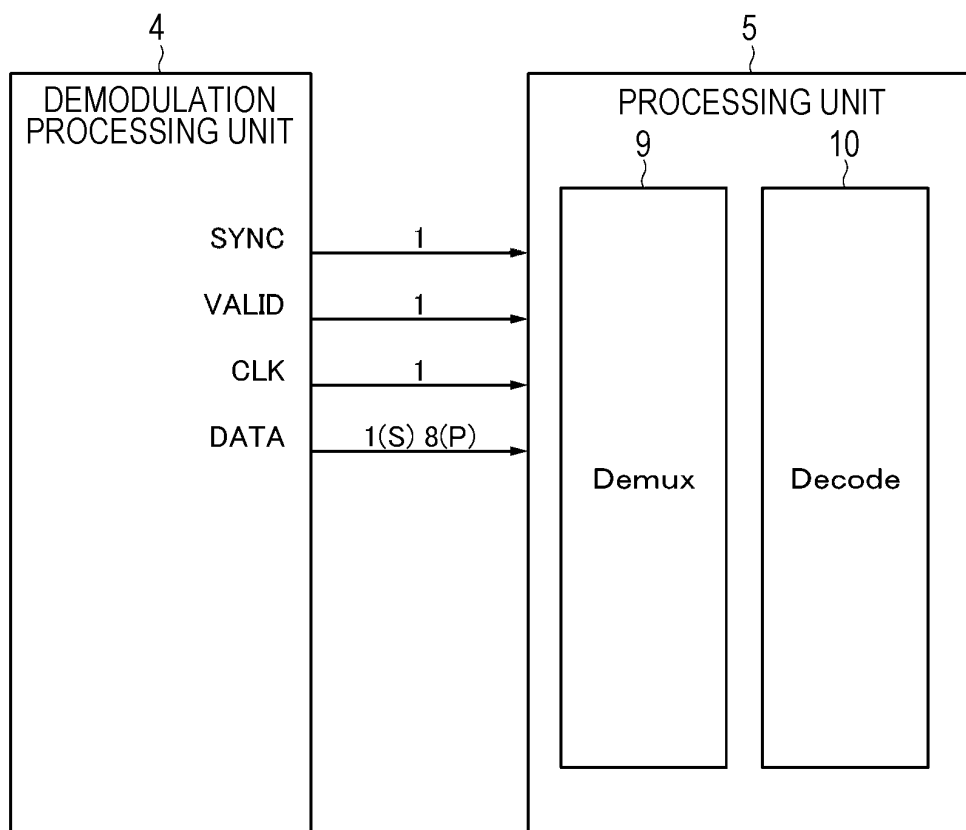 4
5
DEMODULATION
PROCESSING UNIT
PROCESSING UNIT
9
10
SYNC
1
VALID
1
CLK
1
DATA
1(S) 8(P)
Demux
Decode